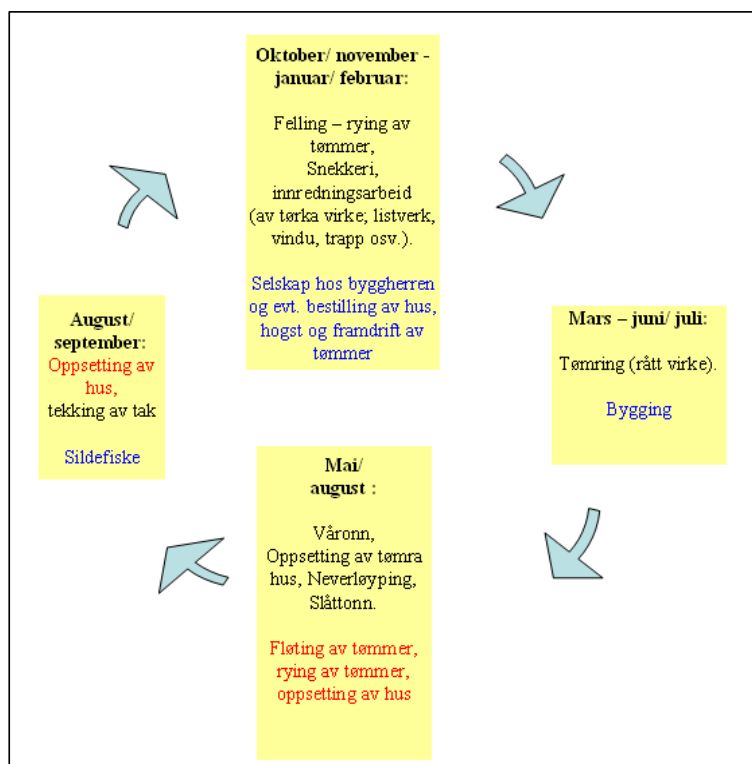 Oktober/ november -
januar/ februar:
Felling – rying av
tømmer,
Snekkeri,
innredningsarbeid
(av tørka virke; listverk,
vindu, trapp osv.).
Selskap hos byggherren
og evt. bestilling av hus,
hogst og framdrift av
tømmer
Mars – juni/ juli:
Tømring (rått virke).
Bygging
Mai/
august :
Våronn,
Oppsetting av tømra
hus, Neverløyping,
Slåttonn.
Fløting av tømmer,
rying av tømmer,
oppsetting av hus
August/
september:
Oppsetting av
hus,
tekking av tak
Sildefiske